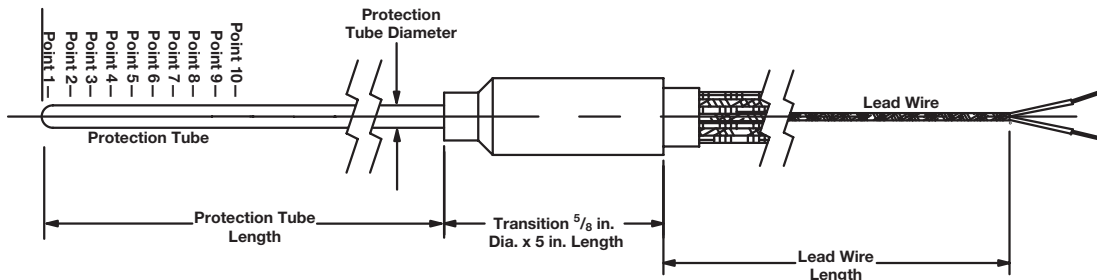 Point 1
Point 2
Point 3
Point 4
Point 5
Point 6
Point 7
Point 8
Point 9
Point 10
Protection
Tube Diameter
Lead Wire
Protection Tube
Protection Tube
Length
Transition 5/8 in.
Dia. x 5 in. Length
Lead Wire
Length